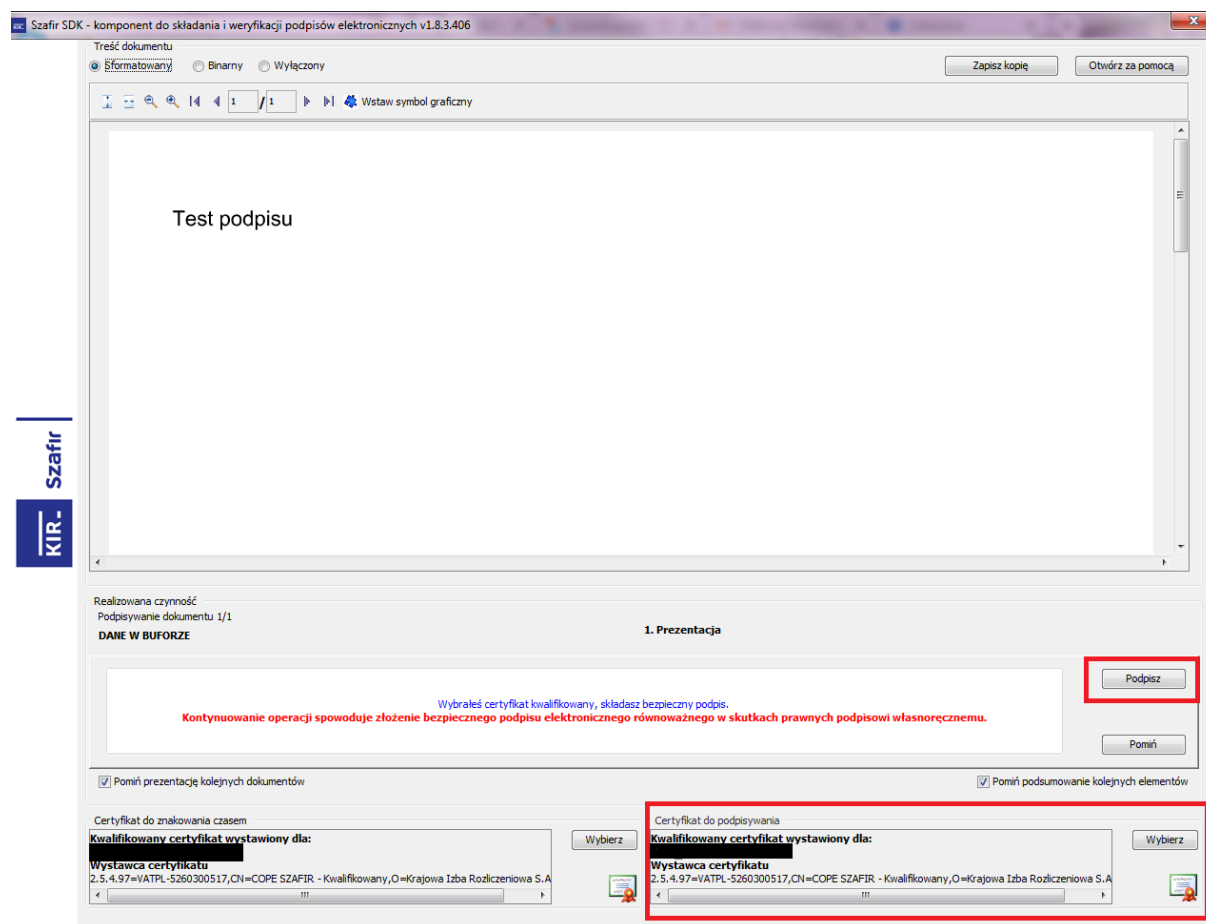 KIR Szafir SDK - komponent do składania i weryfikacji podpisów elektronicznych v1.8.3.406
Treść dokumentu
Sformatowany Binarny Wyłączony Zapisz kopię Otwórz za pomocą
1 / 1 Wstaw symbol graficzny
Test podpisu
KIR. Szafir
Realizowana czynność
Podpisywanie dokumentu 1/1
DANE W BUFORZE
1. Prezentacja
Podpisz
Wybrałeś certyfikat kwalifikowany, składasz bezpieczny podpis.
Kontynuowanie operacji spowoduje złożenie bezpiecznego podpisu elektronicznego równoważnego w skutkach prawnych podpisowi własnoręcznemu.
Pomiń
Pomiń prezentację kolejnych dokumentów Pomiń podsumowanie kolejnych elementów
Certyfikat do znakowania czasem
Kwalifikowany certyfikat wystawiony dla: Wybierz
Wystawca certyfikatu
2.5.4.97=VATPL-5260300517,CN=COPE SZAFIR - Kwalifikowany,O=Krajowa Izba Rozliczeniowa S.A
Certyfikat do podpisywania
Kwalifikowany certyfikat wystawiony dla: Wybierz
Wystawca certyfikatu
2.5.4.97=VATPL-5260300517,CN=COPE SZAFIR - Kwalifikowany,O=Krajowa Izba Rozliczeniowa S.A